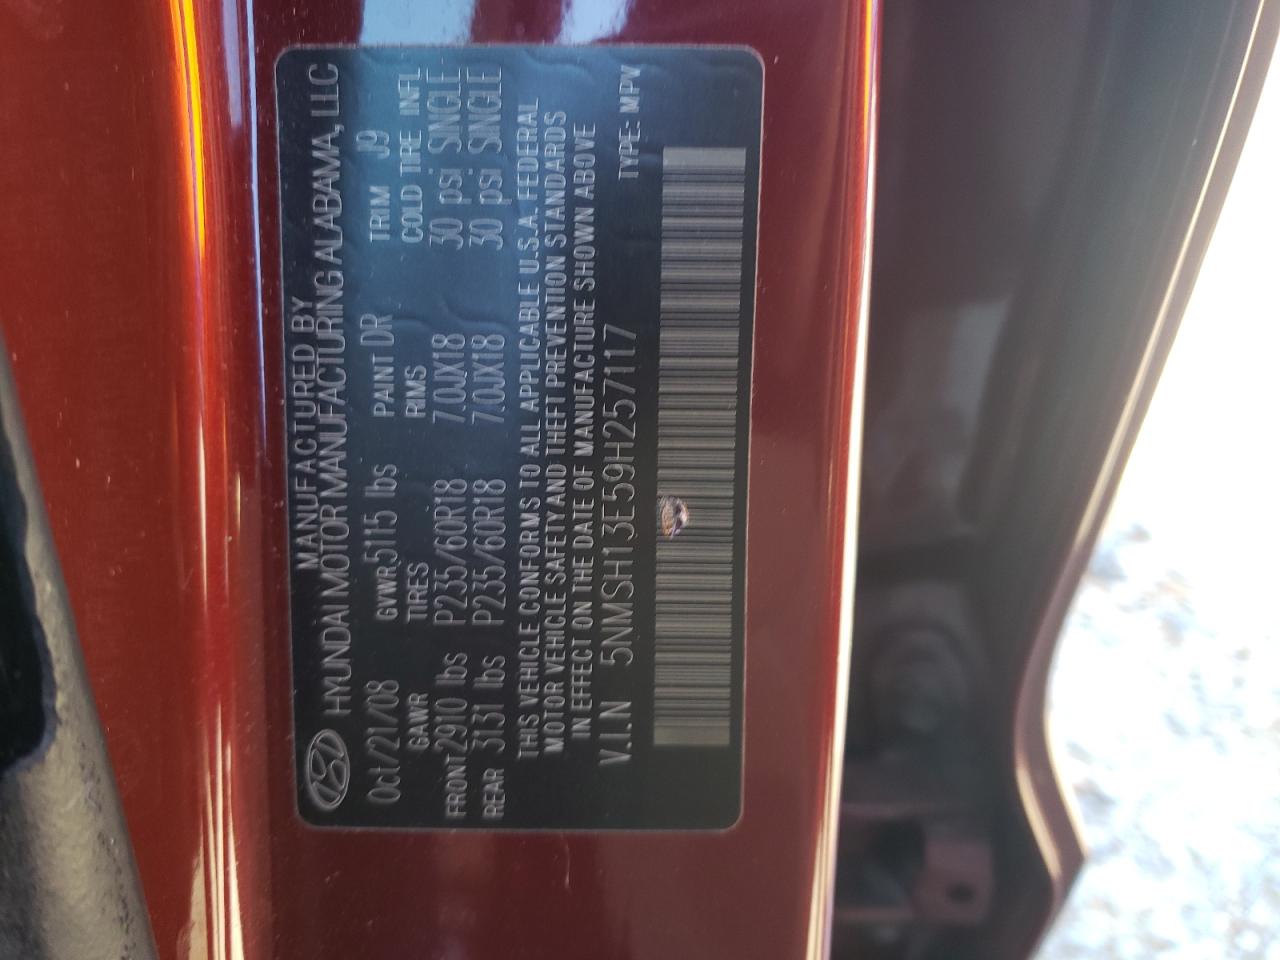 MANUFACTURED BY
HYUNDAI MOTOR MANUFACTURING ALABAMA, LLC
Oct/21/08 GVWR 5115 lbs PAINT DR TRIM J9
GAWR TIRES RIMS COLD TIRE INFL
FRONT 2910 lbs P235/60R18 7.0JX18 30 psi SINGLE
REAR 3131 lbs P235/60R18 7.0JX18 30 psi SINGLE
THIS VEHICLE CONFORMS TO ALL APPLICABLE U.S.A. FEDERAL
MOTOR VEHICLE SAFETY AND THEFT PREVENTION STANDARDS
IN EFFECT ON THE DATE OF MANUFACTURE SHOWN ABOVE
V.I.N 5NMSH13E59H257117 TYPE: MPV